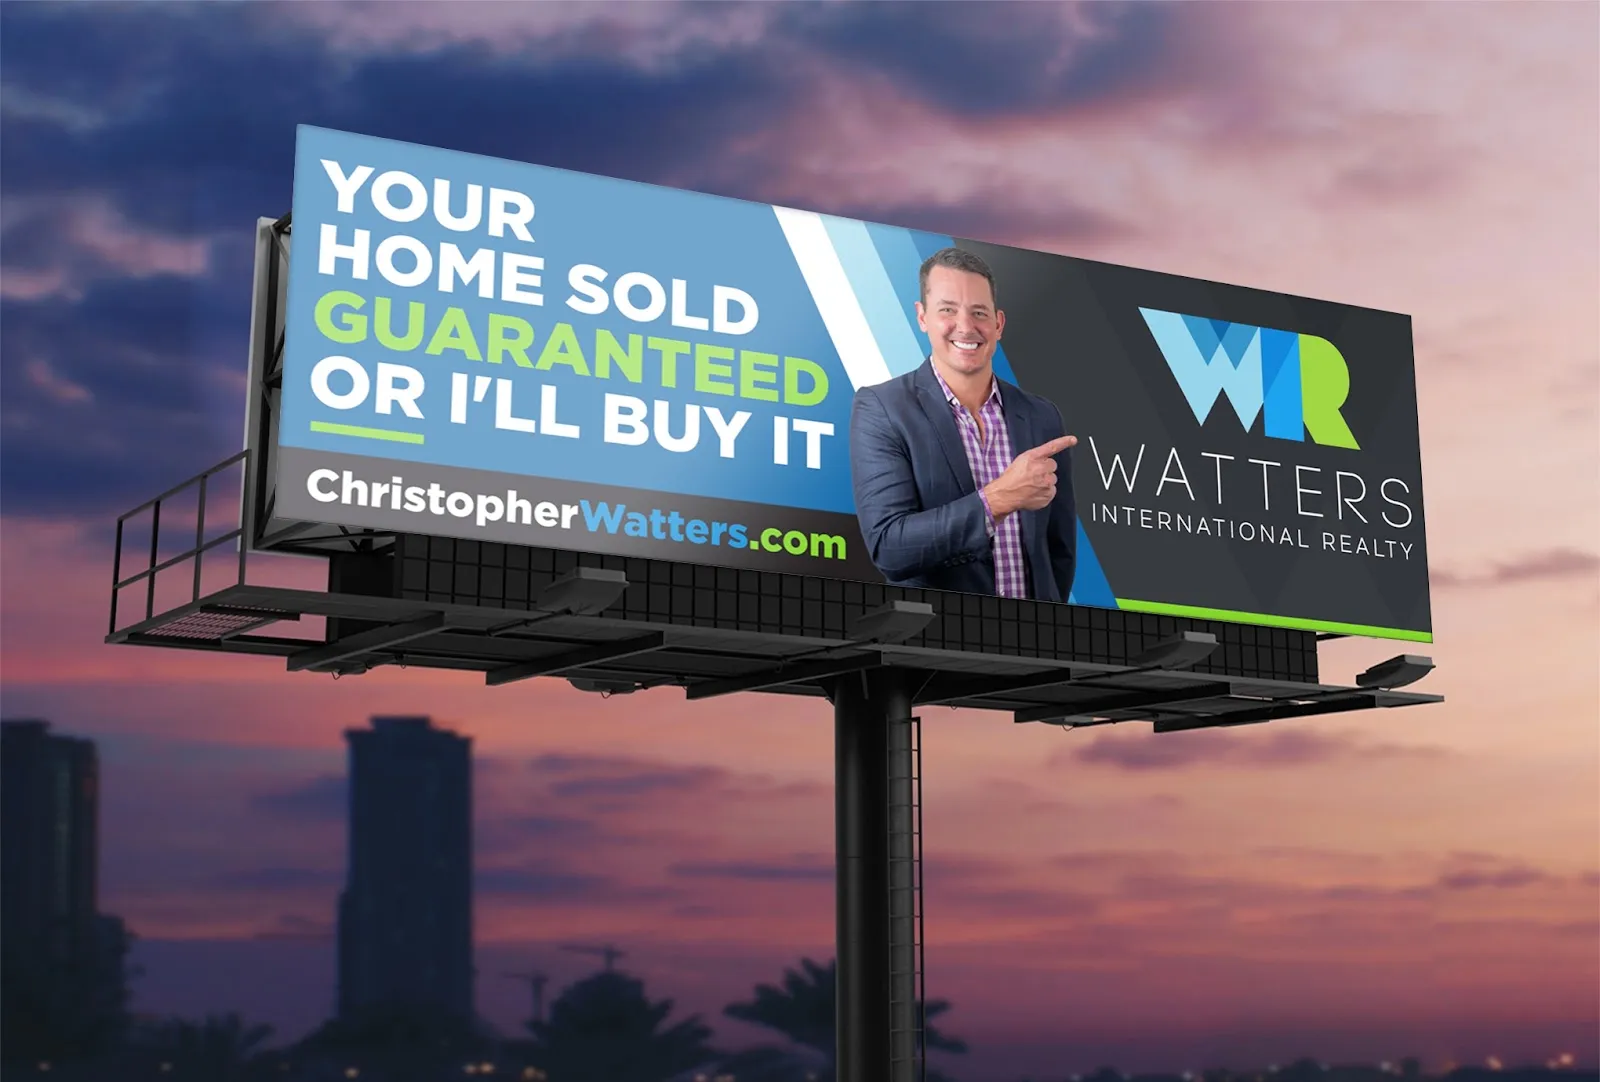 YOUR
HOME SOLD
GUARANTEED
OR I'LL BUY IT
ChristopherWatters.com
WR
WATTERS
INTERNATIONAL REALTY